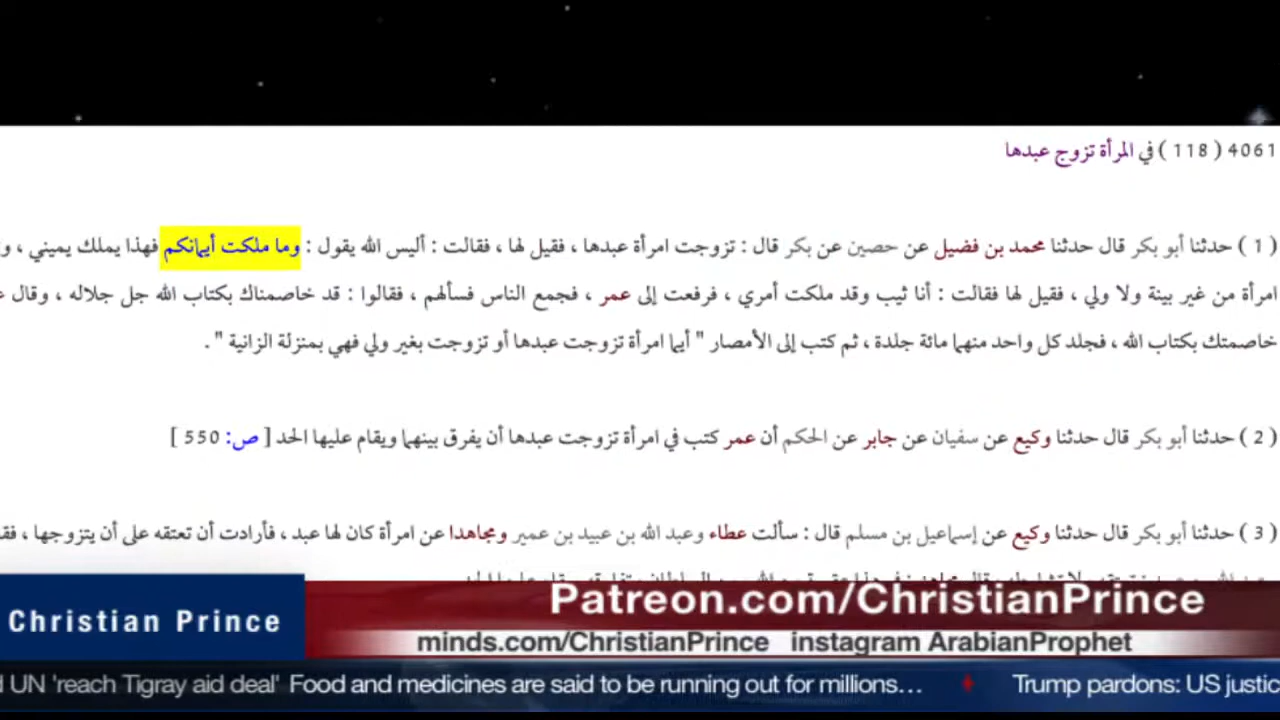 4061 ( 118 ) في المرأة تزوج عبدها
( 1 ) حدثنا أبو بكر قال حدثنا محمد بن فضيل عن حصين عن بكر قال : تزوجت امرأة عبدها ، فقيل لها ، فقالت : أليس الله يقول : وما ملكت أيمانكم فهذا يملك يميني ،
امرأة من غير بينة ولا ولي ، فقيل لها فقالت : أنا ثيب وقد ملكت أمري ، فرفعت إلى عمر ، فجمع الناس فسألهم ، فقالوا : قد خاصمناك بكتاب الله جل جلاله ، وقال
خاصمتك بكتاب الله ، فجلد كل واحد منهما مائة جلدة ، ثم كتب إلى الأمصار " أيما امرأة تزوجت عبدها أو تزوجت بغير ولي فهي بمنزلة الزانية " .
( 2 ) حدثنا أبو بكر قال حدثنا وكيع عن سفيان عن جابر عن الحكم أن عمر كتب في امرأة تزوجت عبدها أن يفرق بينهما ويقام عليها الحد [ ص: 550 ]
( 3 ) حدثنا أبو بكر قال حدثنا وكيع عن إسماعيل بن مسلم قال : سألت عطاء وعبد الله بن عبيد بن عمير ومجاهدا عن امرأة كان لها عبد ، فأرادت أن تعتقه على أن يتزوجها ،
Patreon.com/ChristianPrince
Christian Prince
minds.com/ChristianPrince instagram ArabianProphet
UN 'reach Tigray aid deal' Food and medicines are said to be running out for millions… Trump pardons: US justic